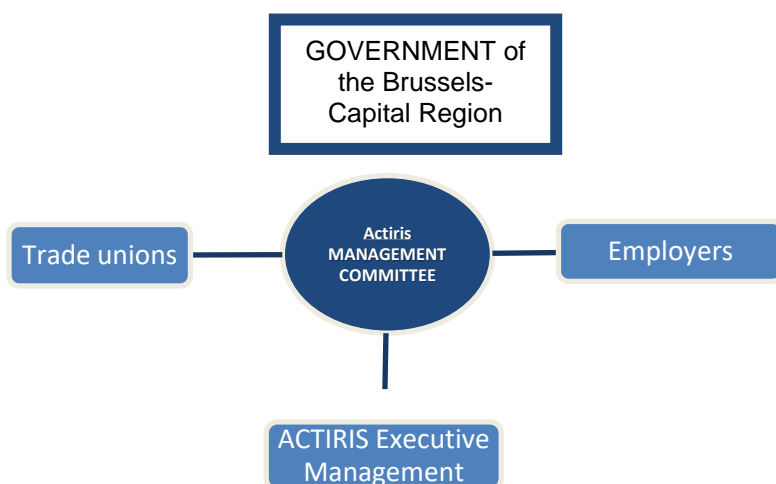 GOVERNMENT of
the Brussels-
Capital Region
Trade unions
Actiris
MANAGEMENT
COMMITTEE
Employers
ACTIRIS Executive
Management